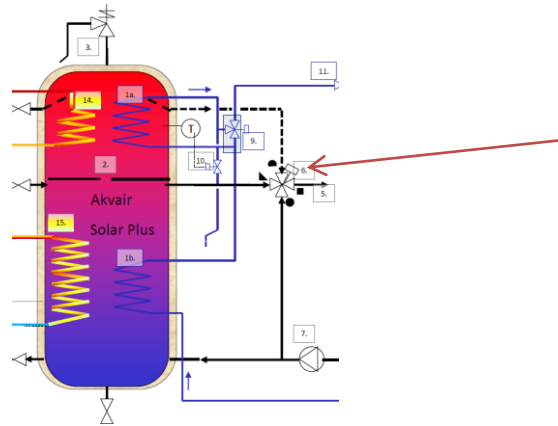 3.
11.
14.
1a.
T
9.
10.
2.
6.
5.
Akvair
Solar Plus
15.
1b.
7.